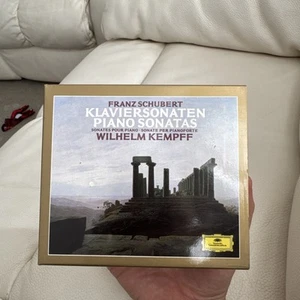 FRANZ SCHUBERT
KLAVIERSONATEN
PIANO SONATAS
SONATES POUR PIANO · SONATE PER PIANOFORTE
WILHELM KEMPFF